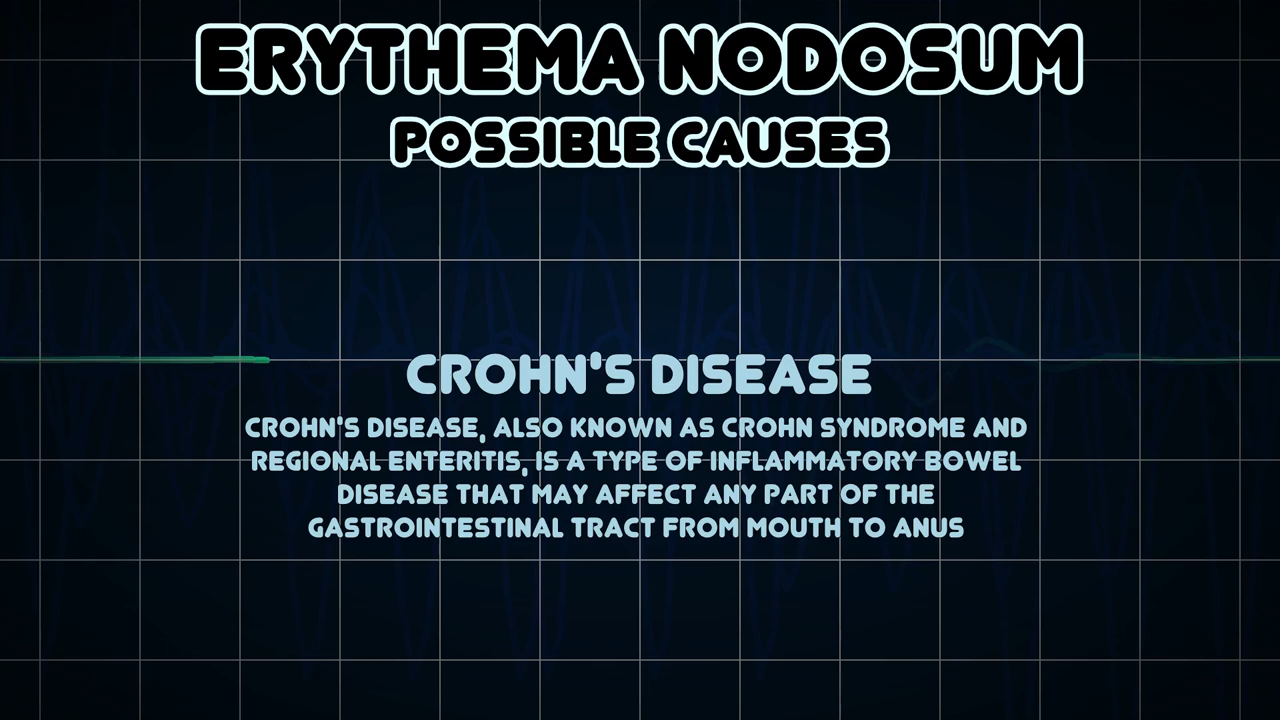 ERYTHEMA NODOSUM
POSSIBLE CAUSES
CROHN'S DISEASE
CROHN'S DISEASE, ALSO KNOWN AS CROHN SYNDROME AND
REGIONAL ENTERITIS, IS A TYPE OF INFLAMMATORY BOWEL
DISEASE THAT MAY AFFECT ANY PART OF THE
GASTROINTESTINAL TRACT FROM MOUTH TO ANUS